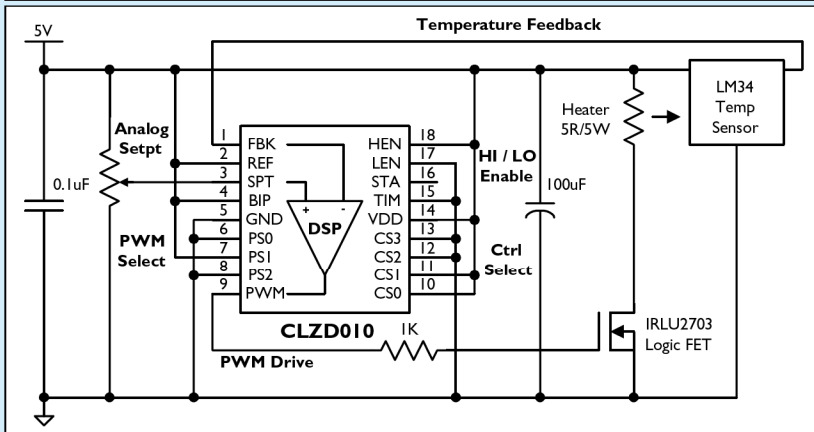 Temperature Feedback
5V
LM34
Temp
Sensor
Heater
5R/5W
Analog
Setpt
1 FBK HEN 18
2 REF LEN 17
3 SPT STA 16
4 BIP TIM 15
5 GND VDD 14
6 PS0 CS3 13
7 PS1 CS2 12
8 PS2 CS1 11
9 PWM CS0 10
+ -
DSP
HI / LO
Enable
0.1uF
100uF
PWM
Select
Ctrl
Select
CLZD010
1K
IRLU2703
Logic FET
PWM Drive